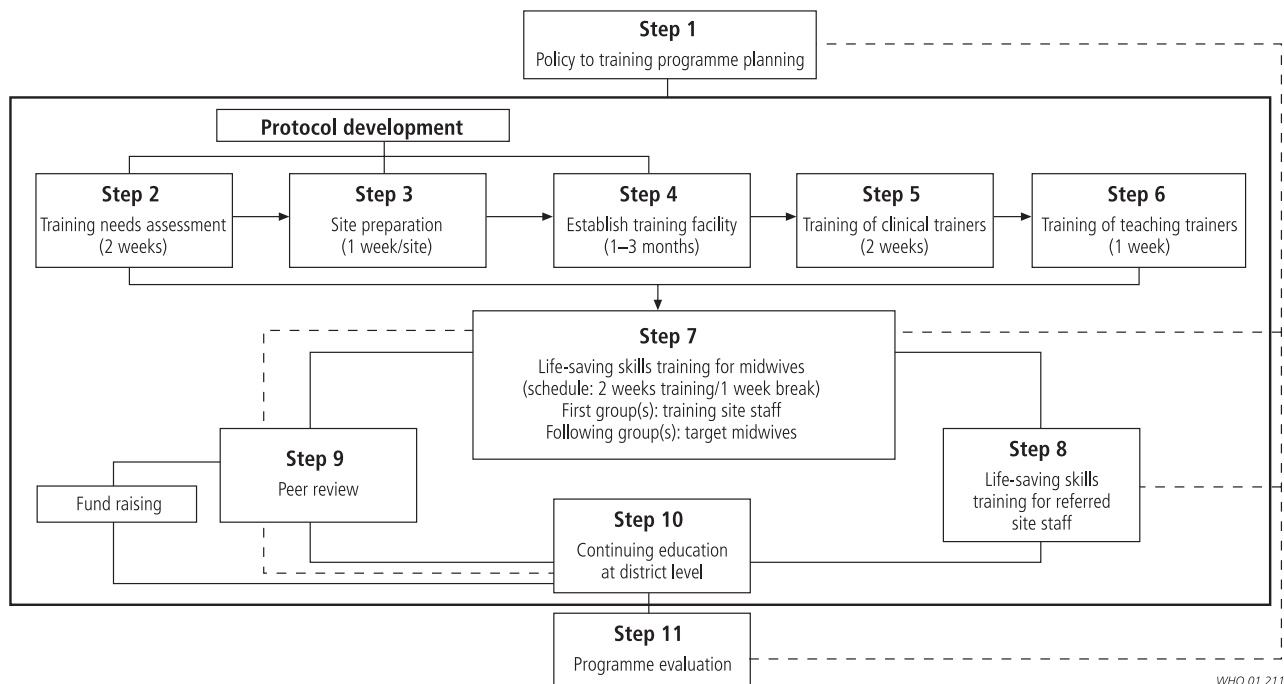 Step 1
Policy to training programme planning
Protocol development
Step 2
Training needs assessment
(2 weeks)
Step 3
Site preparation
(1 week/site)
Step 4
Establish training facility
(1–3 months)
Step 5
Training of clinical trainers
(2 weeks)
Step 6
Training of teaching trainers
(1 week)
Step 7
Life-saving skills training for midwives
(schedule: 2 weeks training/1 week break)
First group(s): training site staff
Following group(s): target midwives
Step 8
Life-saving skills
training for referred
site staff
Step 9
Peer review
Fund raising
Step 10
Continuing education
at district level
Step 11
Programme evaluation
WHO 01.211